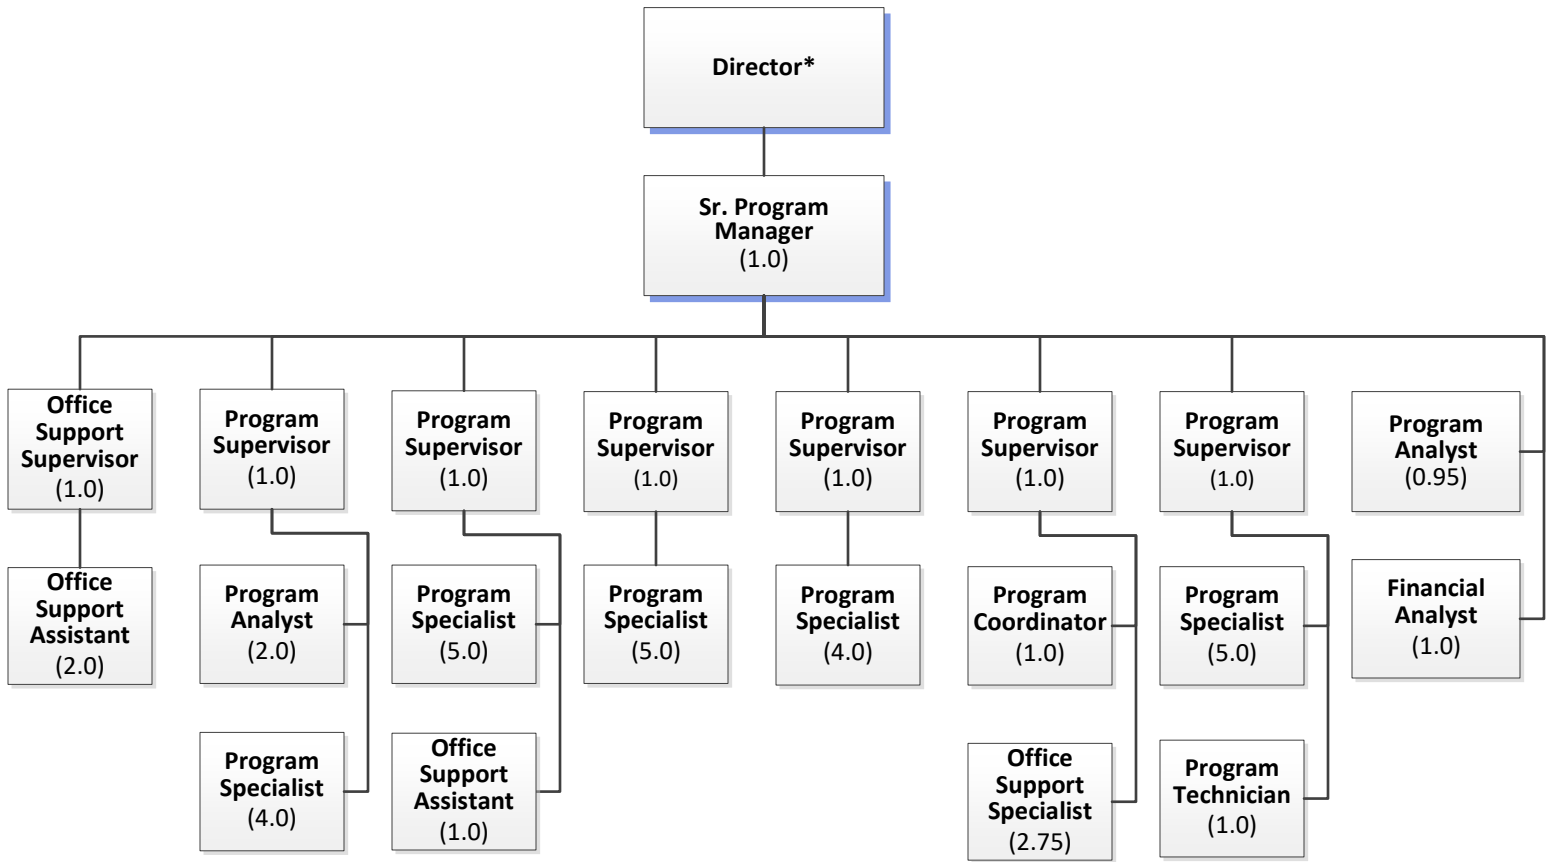 Director*
Sr. Program
Manager
(1.0)
Office
Support
Supervisor
(1.0)
Program
Supervisor
(1.0)
Program
Supervisor
(1.0)
Program
Supervisor
(1.0)
Program
Supervisor
(1.0)
Program
Supervisor
(1.0)
Program
Supervisor
(1.0)
Program
Analyst
(0.95)
Office
Support
Assistant
(2.0)
Program
Analyst
(2.0)
Program
Specialist
(5.0)
Program
Specialist
(5.0)
Program
Specialist
(4.0)
Program
Coordinator
(1.0)
Program
Specialist
(5.0)
Financial
Analyst
(1.0)
Program
Specialist
(4.0)
Office
Support
Assistant
(1.0)
Office
Support
Specialist
(2.75)
Program
Technician
(1.0)